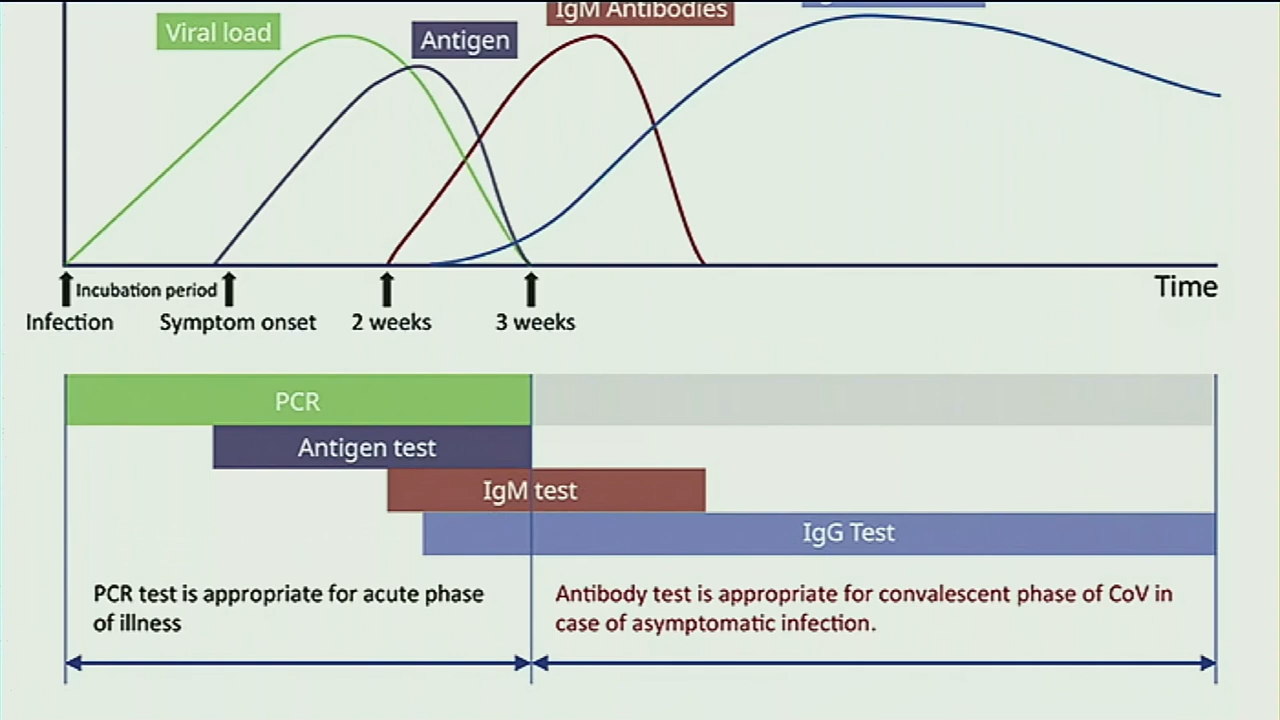 IgM Antibodies
Viral load
Antigen
Time
Incubation period
Infection
Symptom onset
2 weeks
3 weeks
PCR
Antigen test
IgM test
IgG Test
PCR test is appropriate for acute phase
of illness
Antibody test is appropriate for convalescent phase of CoV in
case of asymptomatic infection.